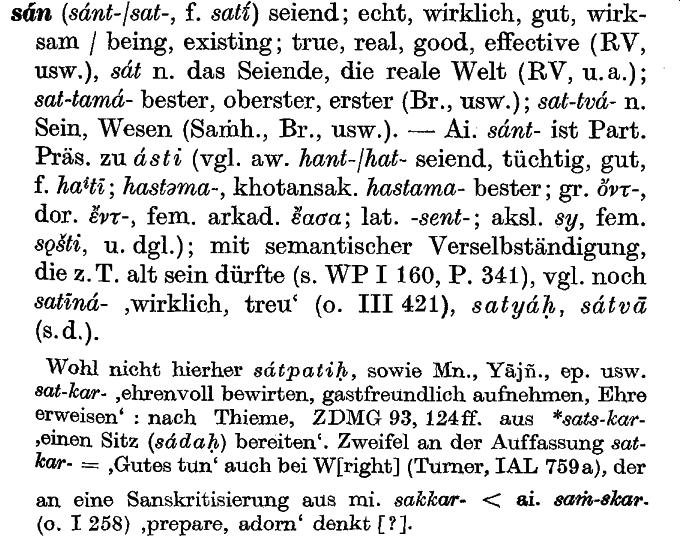 sán (sánt-/sat-, f. satí) seiend; echt, wirklich, gut, wirk-
sam / being, existing; true, real, good, effective (RV,
usw.), sát n. das Seiende, die reale Welt (RV, u. a.);
sat-tamá- bester, oberster, erster (Br., usw.); sat-tvá- n.
Sein, Wesen (Saṁh., Br., usw.). — Ai. sánt- ist Part.
Präs. zu ásti (vgl. aw. hant-/hat- seiend, tüchtig, gut,
f. haⁱtī; hastəma-, khotansak. hastama- bester; gr. ὄντ-,
dor. ἔντ-, fem. arkad. ἔασα; lat. -sent-; aksl. sy, fem.
sǫšti, u. dgl.); mit semantischer Verselbständigung,
die z. T. alt sein dürfte (s. WP I 160, P. 341), vgl. noch
satīná- ‚wirklich, treu‘ (o. III 421), satyáḥ, sátvā
(s. d.).
Wohl nicht hierher sátpatiḥ, sowie Mn., Yājñ., ep. usw.
sat-kar- ‚ehrenvoll bewirten, gastfreundlich aufnehmen, Ehre
erweisen‘ : nach Thieme, ZDMG 93, 124ff. aus *sats-kar-
‚einen Sitz (sádaḥ) bereiten‘. Zweifel an der Auffassung sat-
kar- = ‚Gutes tun‘ auch bei W[right] (Turner, IAL 759a), der
an eine Sanskritisierung aus mi. sakkar- < ai. saṁ-skar-
(o. I 258) ‚prepare, adorn‘ denkt [?].